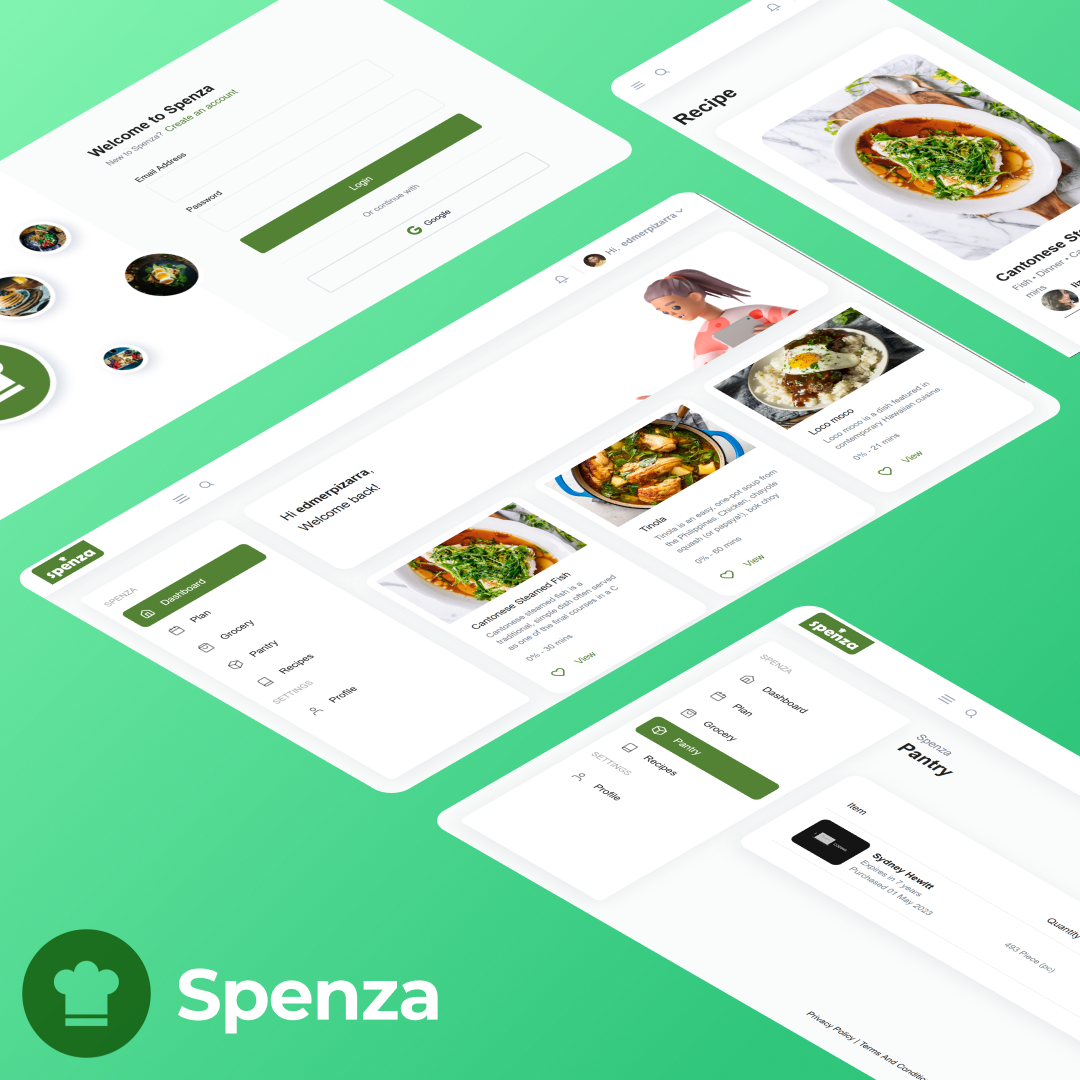 Welcome to Spenza
New to Spenza? Create an account
Email Address
Password
Login
Or continue with
Google
Recipe
Fish • Dinner •
mins
Hi, edmerpizarra
spenza
SPENZA
Dashboard
Plan
Grocery
Pantry
Recipes
SETTINGS
Profile
Hi edmerpizarra,
Welcome back!
Cantonese Steamed Fish
Cantonese steamed fish is a
traditional, simple dish often served
as one of the final courses in a C
0% - 30 mins
View
Tinola
Tinola is an easy, one-pot soup from
the Philippines. Chicken, chayote
squash (or papaya!), bok choy
0% - 60 mins
View
Loco moco
Loco moco is a dish featured in
contemporary Hawaiian cuisine.
0% - 21 mins
View
Cantonese
spenza
SPENZA
Dashboard
Plan
Grocery
Pantry
Recipes
SETTINGS
Profile
Spenza
Pantry
Item
Sydney Hewitt
Expires in 7 years
Purchased 01 May 2023
Quantity
493 Piece (pc)
Privacy Policy | Terms And Conditic
Spenza